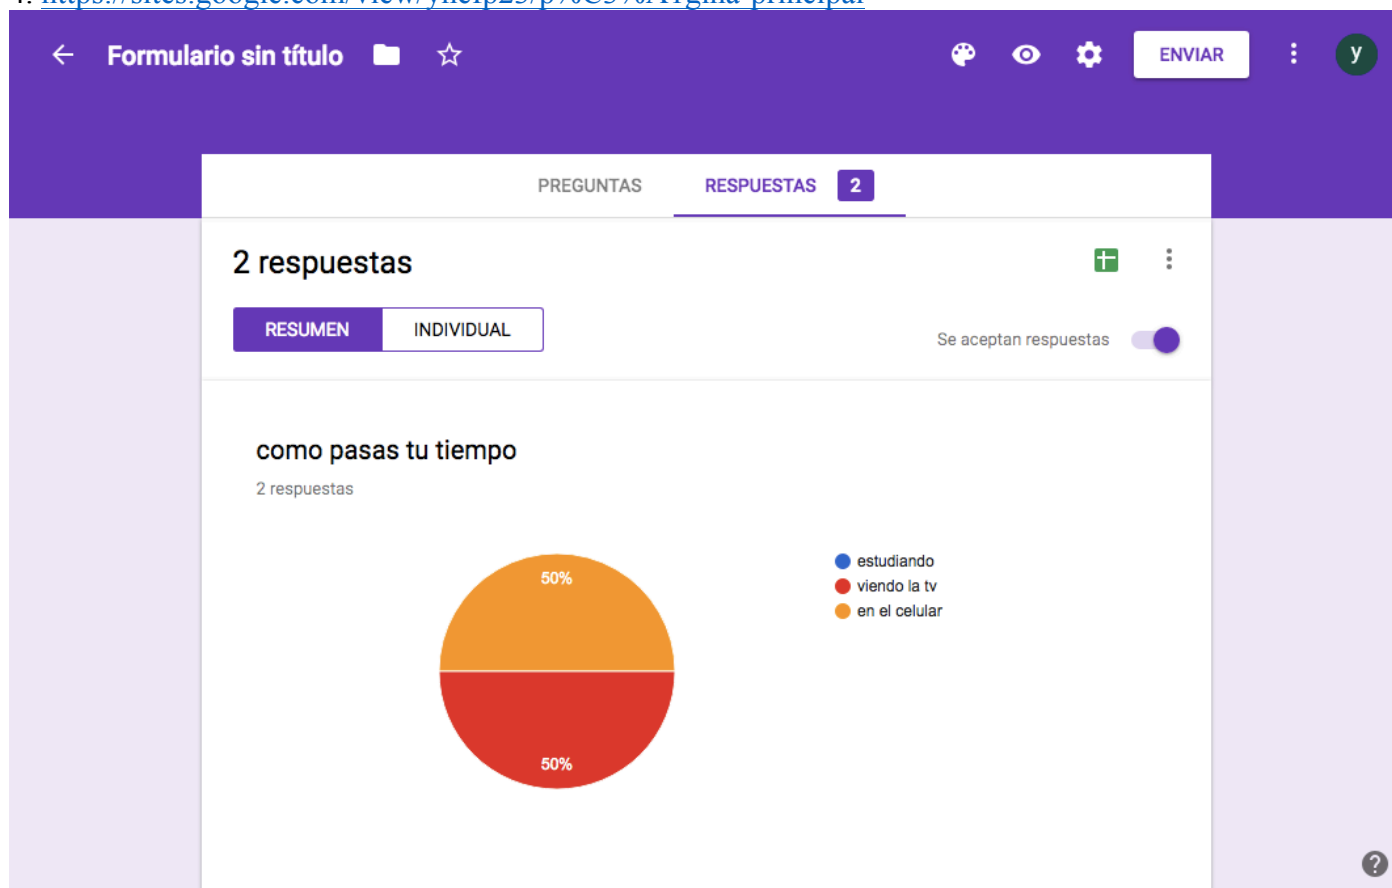 Formulario sin título
ENVIAR
y
PREGUNTAS RESPUESTAS 2
2 respuestas
RESUMEN INDIVIDUAL
Se aceptan respuestas
como pasas tu tiempo
2 respuestas
50%
50%
estudiando
viendo la tv
en el celular